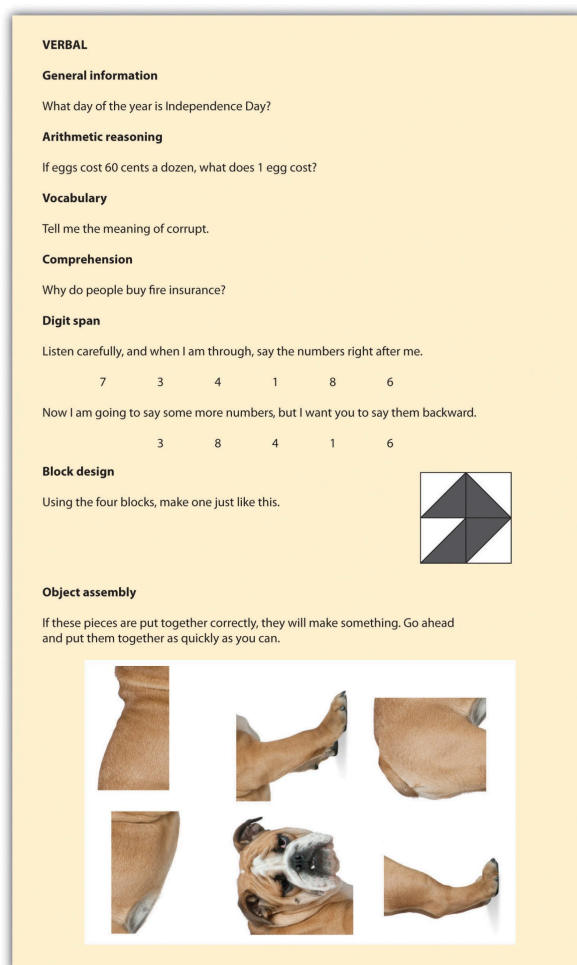 VERBAL
General information
What day of the year is Independence Day?
Arithmetic reasoning
If eggs cost 60 cents a dozen, what does 1 egg cost?
Vocabulary
Tell me the meaning of corrupt.
Comprehension
Why do people buy fire insurance?
Digit span
Listen carefully, and when I am through, say the numbers right after me.
7 3 4 1 8 6
Now I am going to say some more numbers, but I want you to say them backward.
3 8 4 1 6
Block design
Using the four blocks, make one just like this.
Object assembly
If these pieces are put together correctly, they will make something. Go ahead
and put them together as quickly as you can.